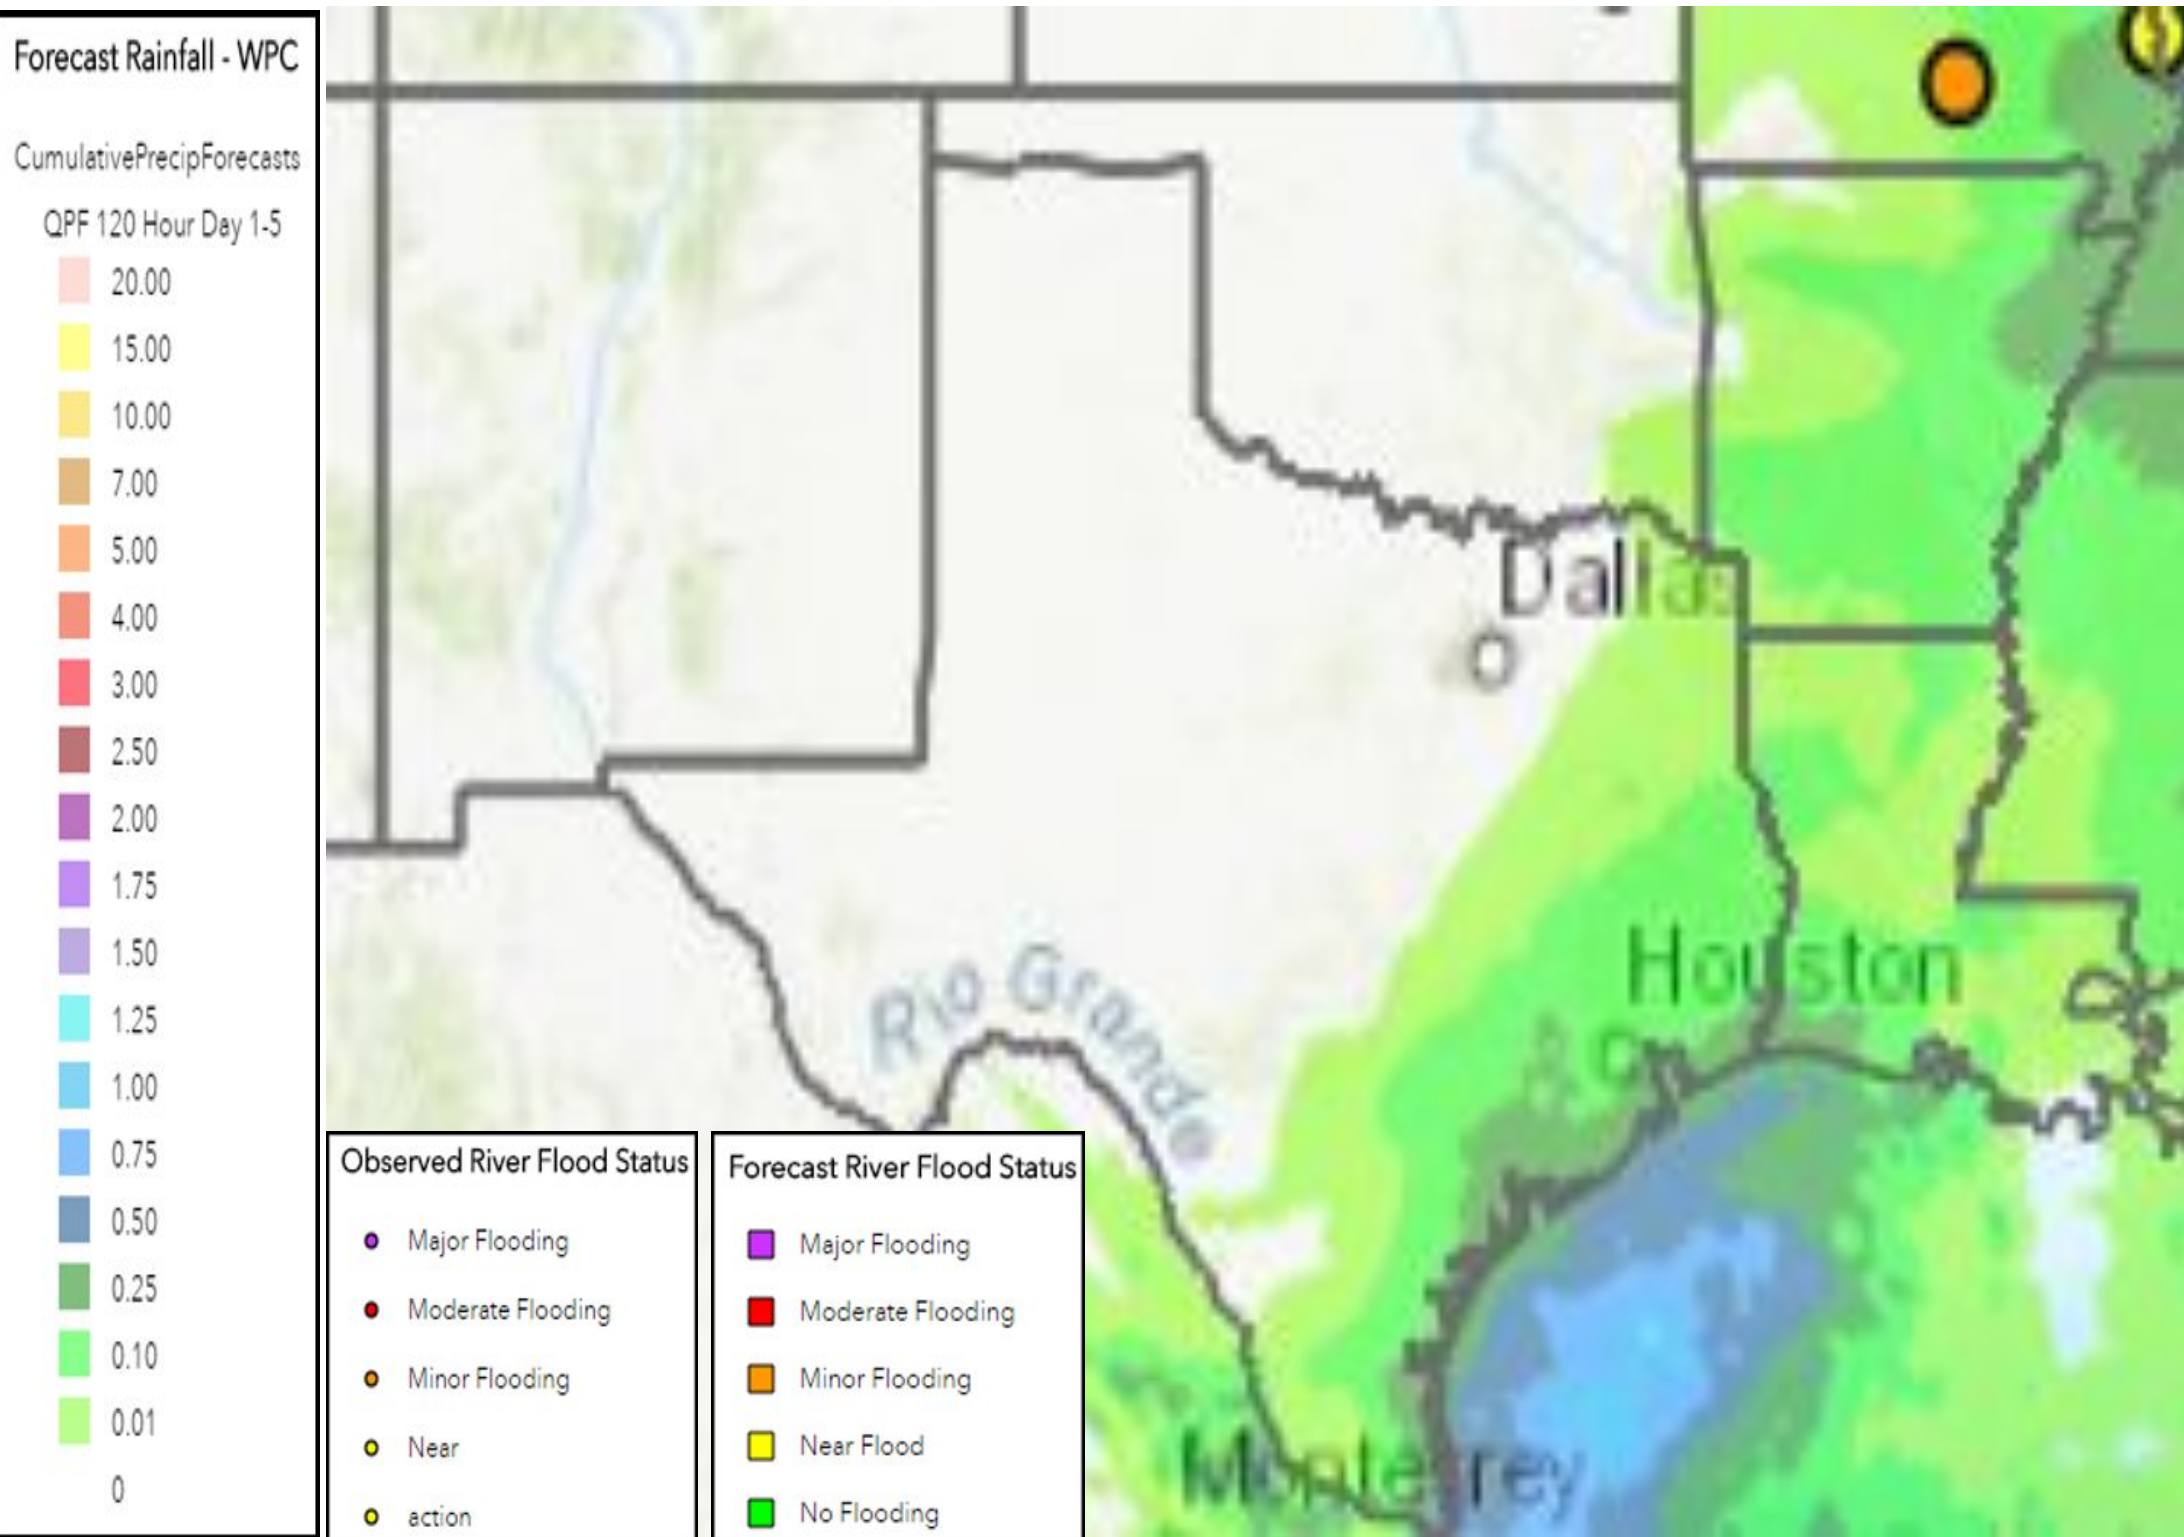 Forecast Rainfall - WPC
CumulativePrecipForecasts
QPF 120 Hour Day 1-5
20.00
15.00
10.00
7.00
5.00
4.00
3.00
2.50
2.00
1.75
1.50
1.25
1.00
0.75
0.50
0.25
0.10
0.01
0
Dallas
Houston
Rio Grande
Monterrey
Observed River Flood Status
Major Flooding
Moderate Flooding
Minor Flooding
Near
action
Forecast River Flood Status
Major Flooding
Moderate Flooding
Minor Flooding
Near Flood
No Flooding